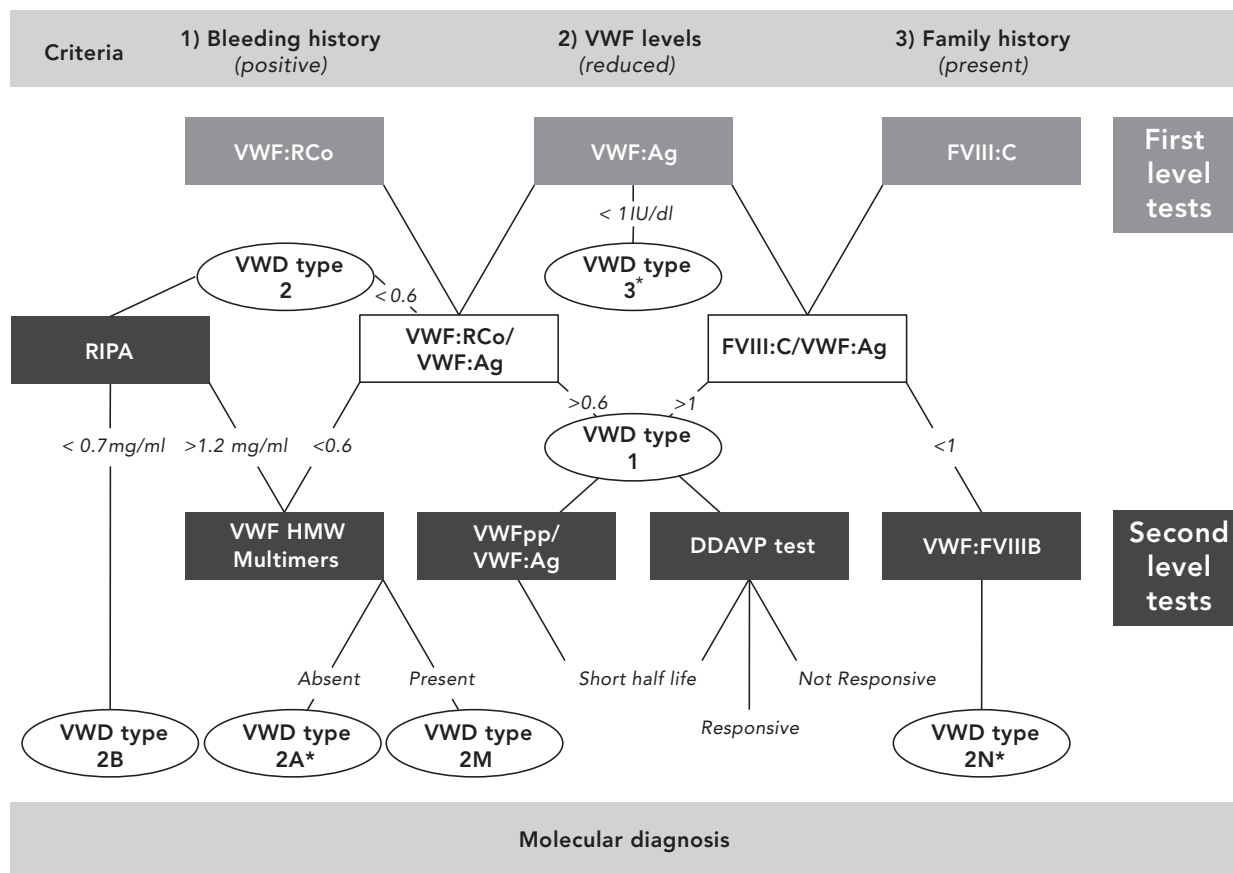 Criteria
1) Bleeding history
(positive)
2) VWF levels
(reduced)
3) Family history
(present)
VWF:RCo
VWF:Ag
FVIII:C
First
level
tests
< 1IU/dl
VWD type
2
<0.6
VWD type
3*
RIPA
VWF:RCo/
VWF:Ag
FVIII:C/VWF:Ag
>0.6
>1
< 0.7mg/ml
>1.2 mg/ml
<0.6
VWD type
1
<1
VWF HMW
Multimers
VWFpp/
VWF:Ag
DDAVP test
VWF:FVIIIB
Second
level
tests
Absent
Present
Short half life
Not Responsive
Responsive
VWD type
2B
VWD type
2A*
VWD type
2M
VWD type
2N*
Molecular diagnosis